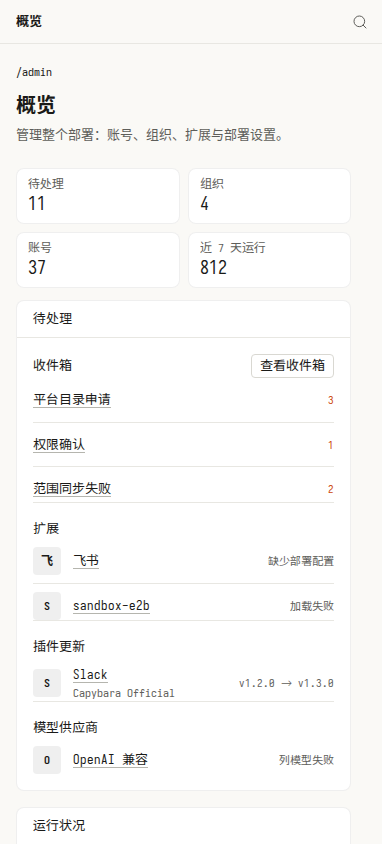 概览
/admin
概览
管理整个部署：账号、组织、扩展与部署设置。
待处理
11
组织
4
账号
37
近 7 天运行
812
待处理
收件箱
查看收件箱
平台目录申请
3
权限确认
1
范围同步失败
2
扩展
飞
飞书
缺少部署配置
S
sandbox-e2b
加载失败
插件更新
S
Slack
Capybara Official
v1.2.0 → v1.3.0
模型供应商
O
OpenAI 兼容
列模型失败
运行状况